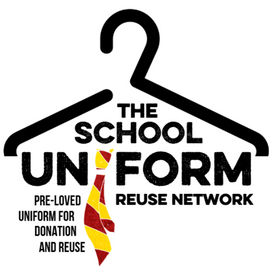 THE
SCHOOL
UNIFORM
REUSE NETWORK
PRE-LOVED
UNIFORM FOR
DONATION
AND REUSE